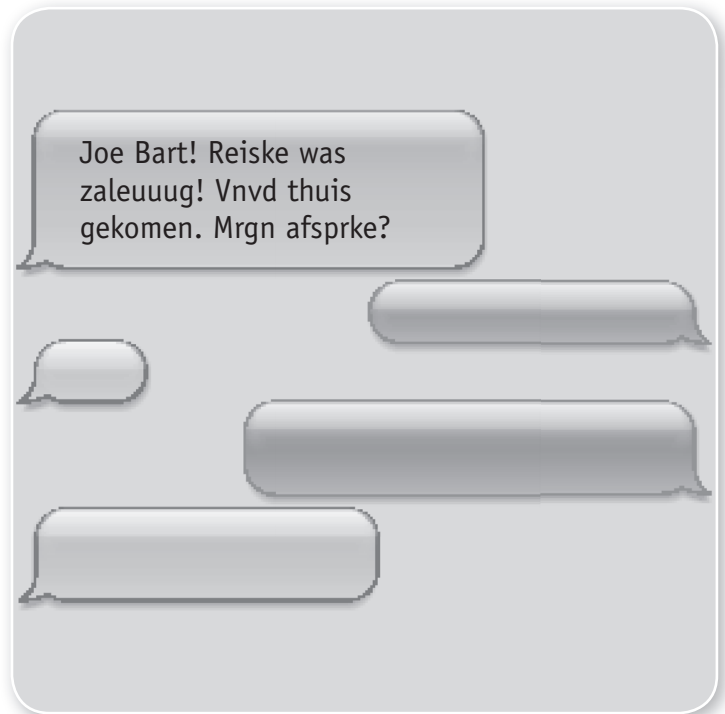 Joe Bart! Reiske was
zaleuuug! Vnvd thuis
gekomen. Mrgn afsprke?